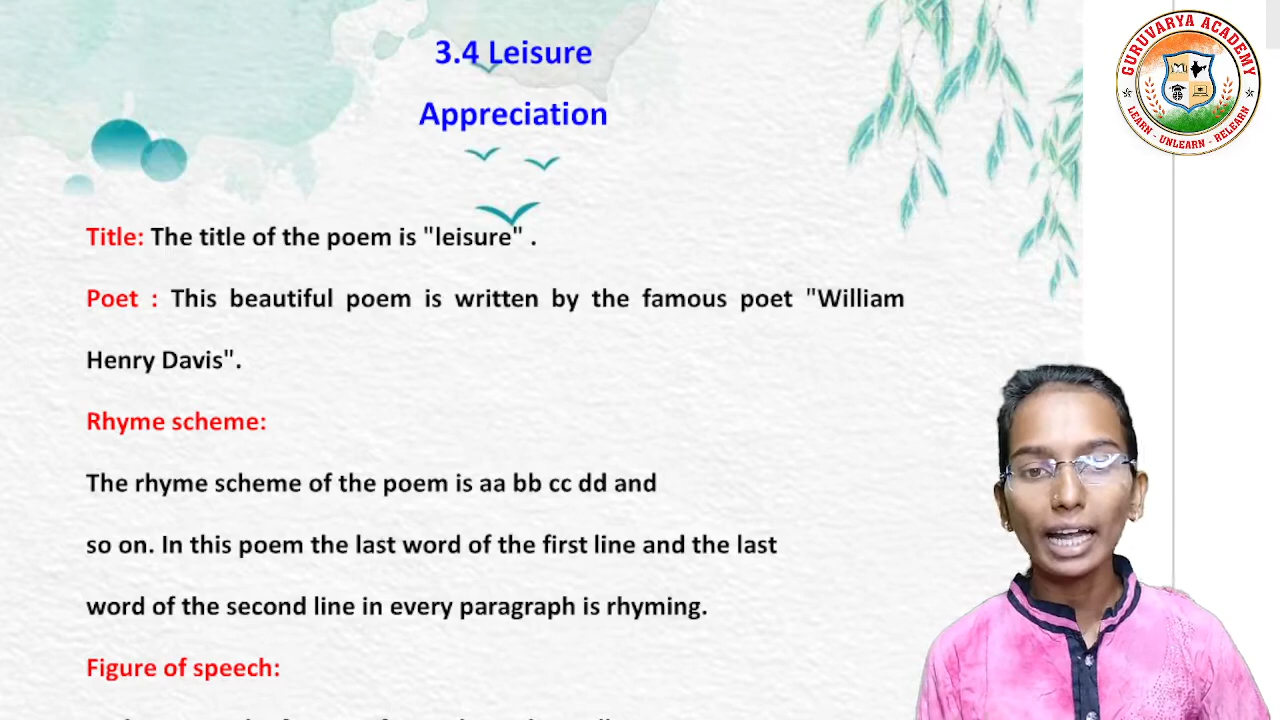 3.4 Leisure
Appreciation
Title: The title of the poem is "leisure" .
Poet : This beautiful poem is written by the famous poet "William
Henry Davis".
Rhyme scheme:
The rhyme scheme of the poem is aa bb cc dd and
so on. In this poem the last word of the first line and the last
word of the second line in every paragraph is rhyming.
Figure of speech:
GURUVARYA ACADEMY
LEARN - UNLEARN - RELEARN